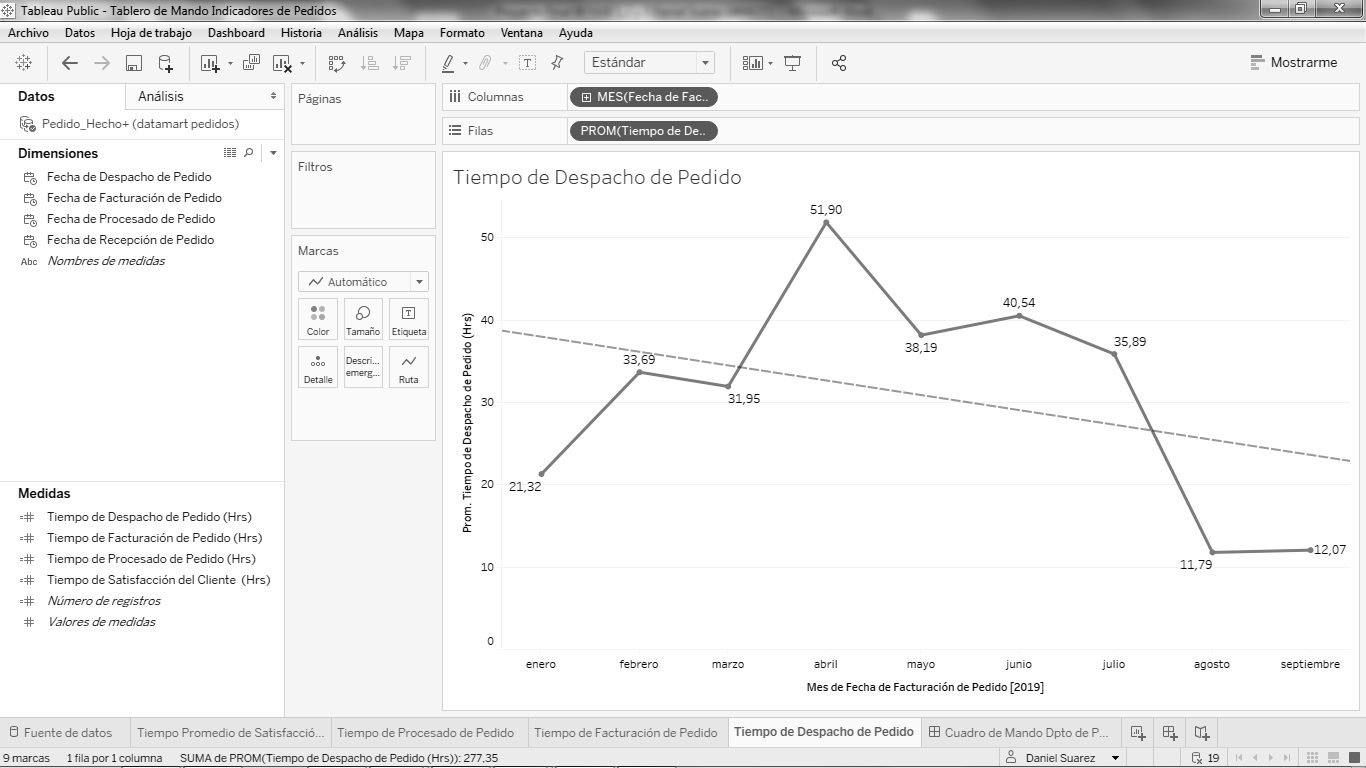 Tableau Public - Tablero de Mando Indicadores de Pedidos
Archivo Datos Hoja de trabajo Dashboard Historia Análisis Mapa Formato Ventana Ayuda
Estándar
Mostrarme
Datos
Análisis
Pedido_Hecho+ (datamart pedidos)
Dimensiones
Fecha de Despacho de Pedido
Fecha de Facturación de Pedido
Fecha de Procesado de Pedido
Fecha de Recepción de Pedido
Abc Nombres de medidas
Medidas
Tiempo de Despacho de Pedido (Hrs)
Tiempo de Facturación de Pedido (Hrs)
Tiempo de Procesado de Pedido (Hrs)
Tiempo de Satisfacción del Cliente (Hrs)
Número de registros
Valores de medidas
Páginas
Filtros
Marcas
Automático
Color
Tamaño
Etiqueta
Detalle
Descri...
emerg...
Ruta
Columnas
MES(Fecha de Fac..
Filas
PROM(Tiempo de De..
Tiempo de Despacho de Pedido
Prom. Tiempo de Despacho de Pedido (Hrs)
50
40
30
20
10
0
21,32
33,69
31,95
51,90
38,19
40,54
35,89
11,79
12,07
enero febrero marzo abril mayo junio julio agosto septiembre
Mes de Fecha de Facturación de Pedido [2019]
Fuente de datos
Tiempo Promedio de Satisfacció...
Tiempo de Procesado de Pedido
Tiempo de Facturación de Pedido
Tiempo de Despacho de Pedido
Cuadro de Mando Dpto de P...
9 marcas
1 fila por 1 columna
SUMA de PROM(Tiempo de Despacho de Pedido (Hrs)): 277,35
Daniel Suarez
19